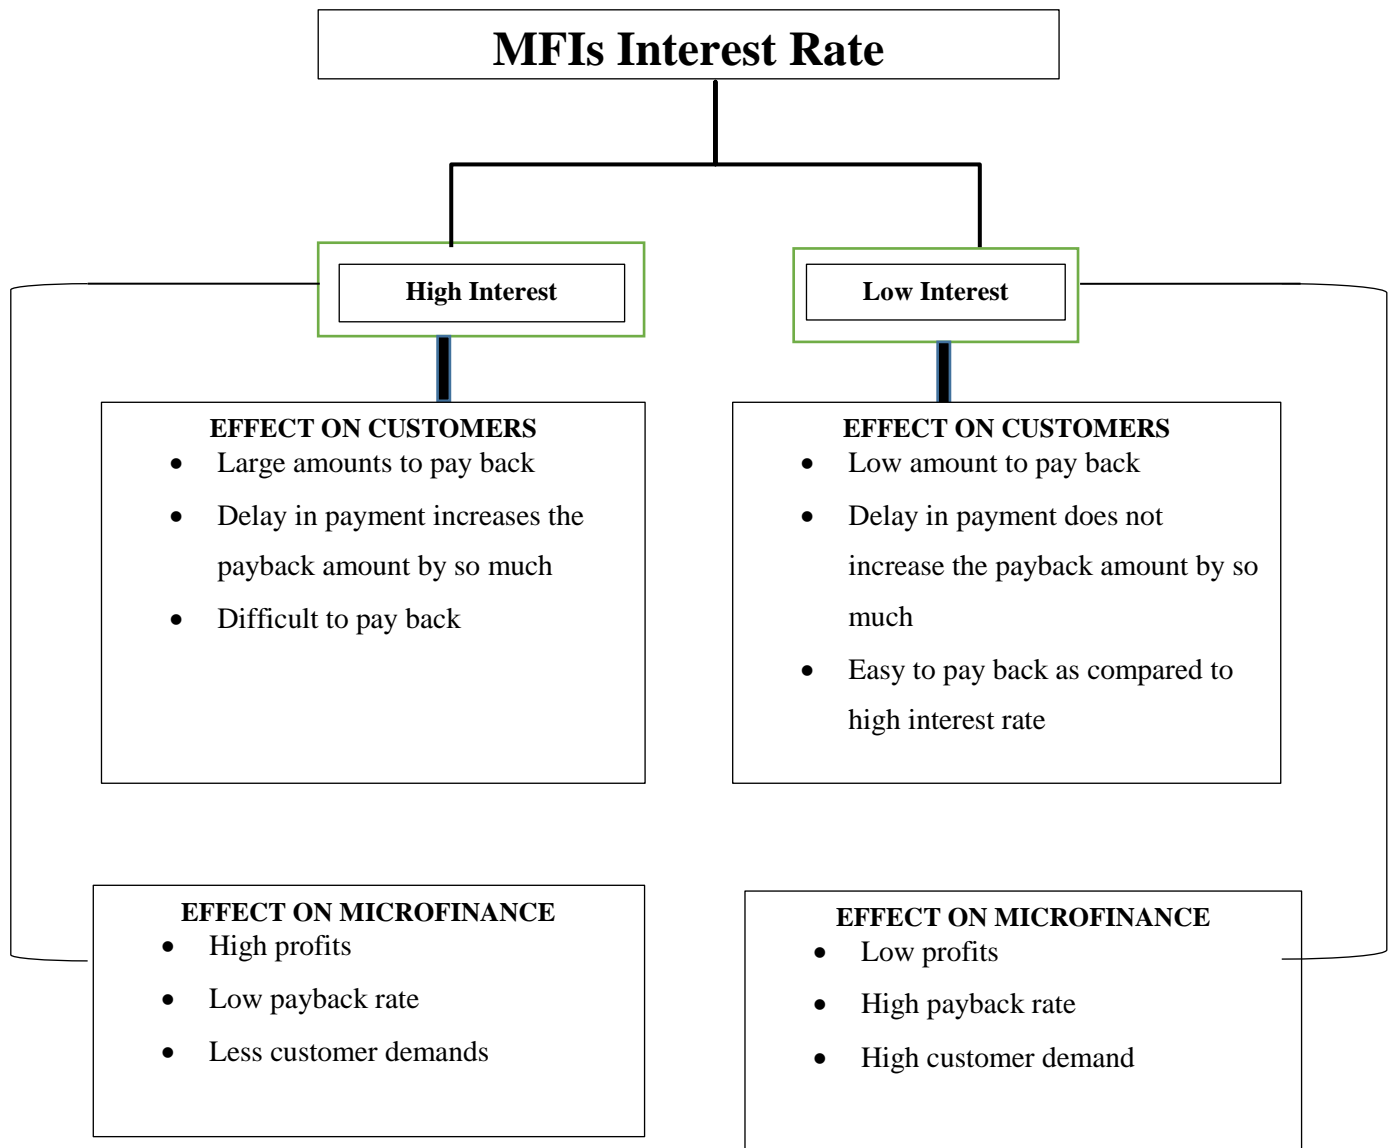 MFIs Interest Rate
High Interest
Low Interest
EFFECT ON CUSTOMERS
• Large amounts to pay back
• Delay in payment increases the
payback amount by so much
• Difficult to pay back
EFFECT ON CUSTOMERS
• Low amount to pay back
• Delay in payment does not
increase the payback amount by so
much
• Easy to pay back as compared to
high interest rate
EFFECT ON MICROFINANCE
• High profits
• Low payback rate
• Less customer demands
EFFECT ON MICROFINANCE
• Low profits
• High payback rate
• High customer demand